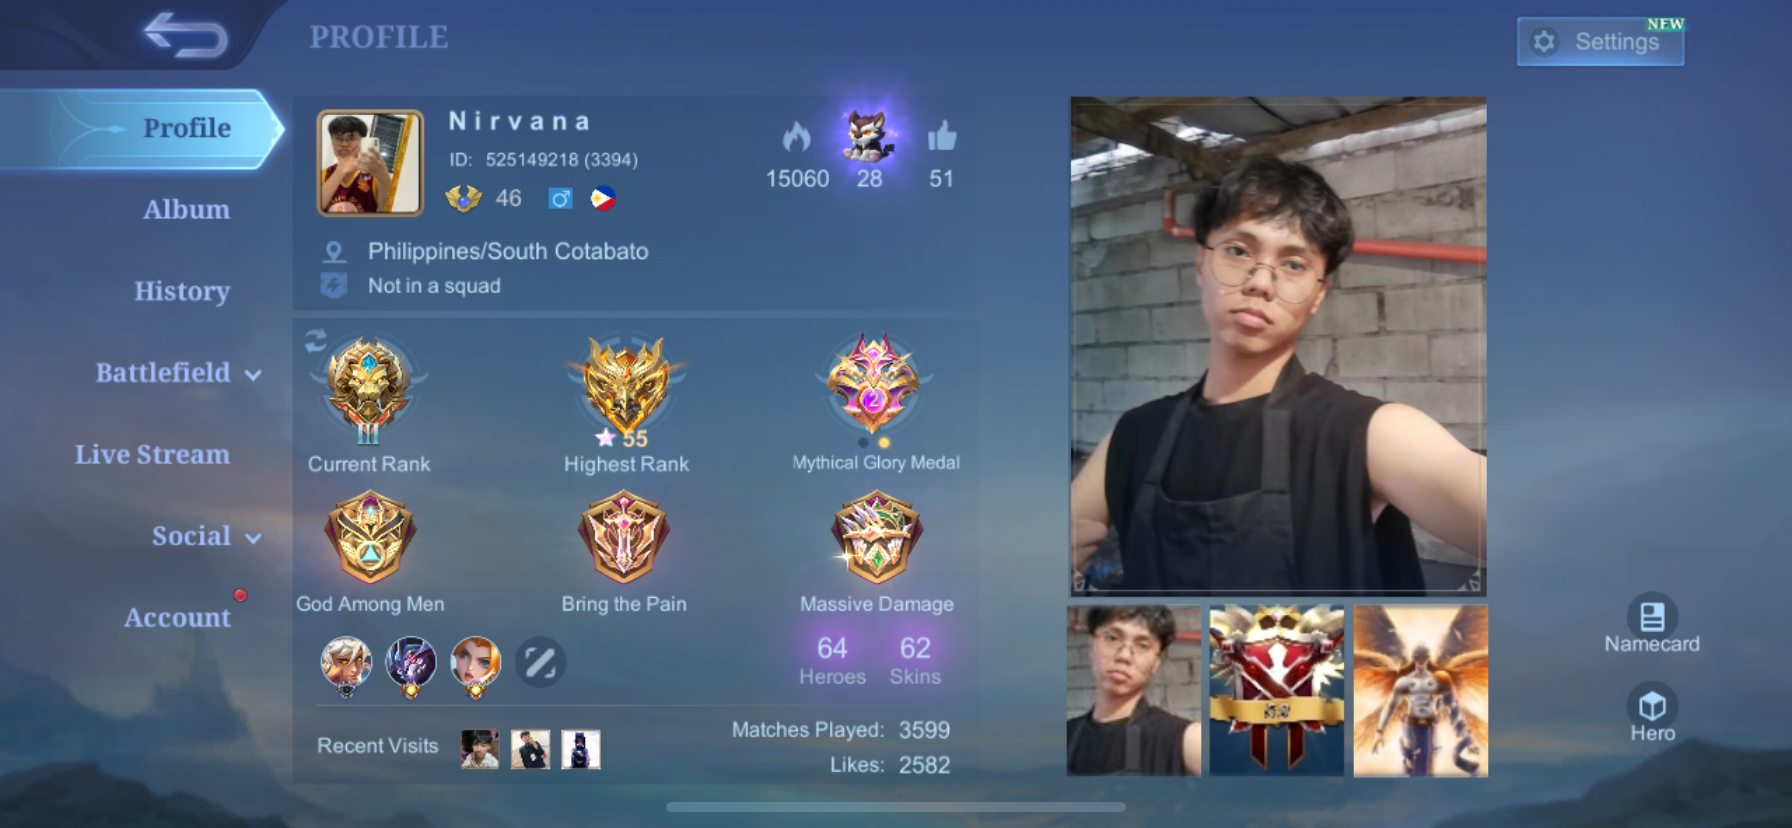 PROFILE
NEW
Settings
Profile
Album
History
Battlefield
Live Stream
Social
Account
Nirvana
ID: 525149218 (3394)
46
15060
28
51
Philippines/South Cotabato
Not in a squad
III
Current Rank
55
Highest Rank
2
Mythical Glory Medal
God Among Men
Bring the Pain
Massive Damage
64
Heroes
62
Skins
Recent Visits
Matches Played: 3599
Likes: 2582
Namecard
Hero